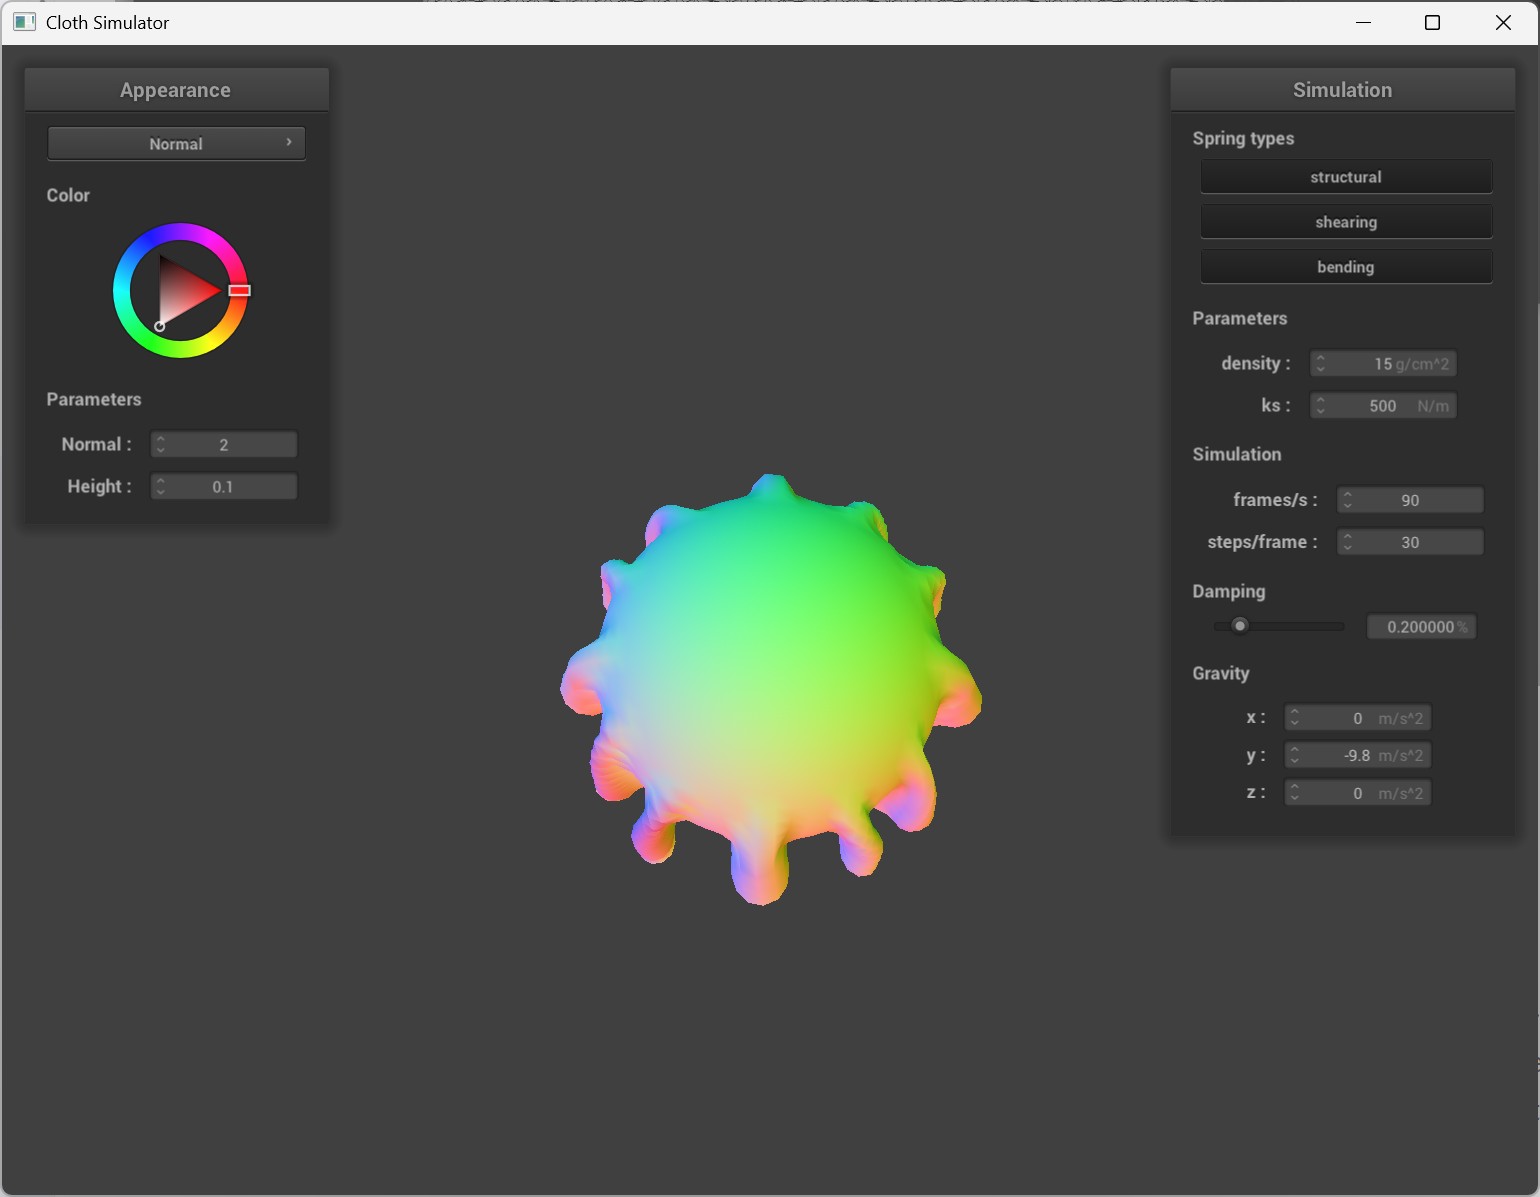 Cloth Simulator
Appearance
Normal
Color
Parameters
Normal : 2
Height : 0.1
Simulation
Spring types
structural
shearing
bending
Parameters
density : 15 g/cm^2
ks : 500 N/m
Simulation
frames/s : 90
steps/frame : 30
Damping
0.200000 %
Gravity
x : 0 m/s^2
y : -9.8 m/s^2
z : 0 m/s^2